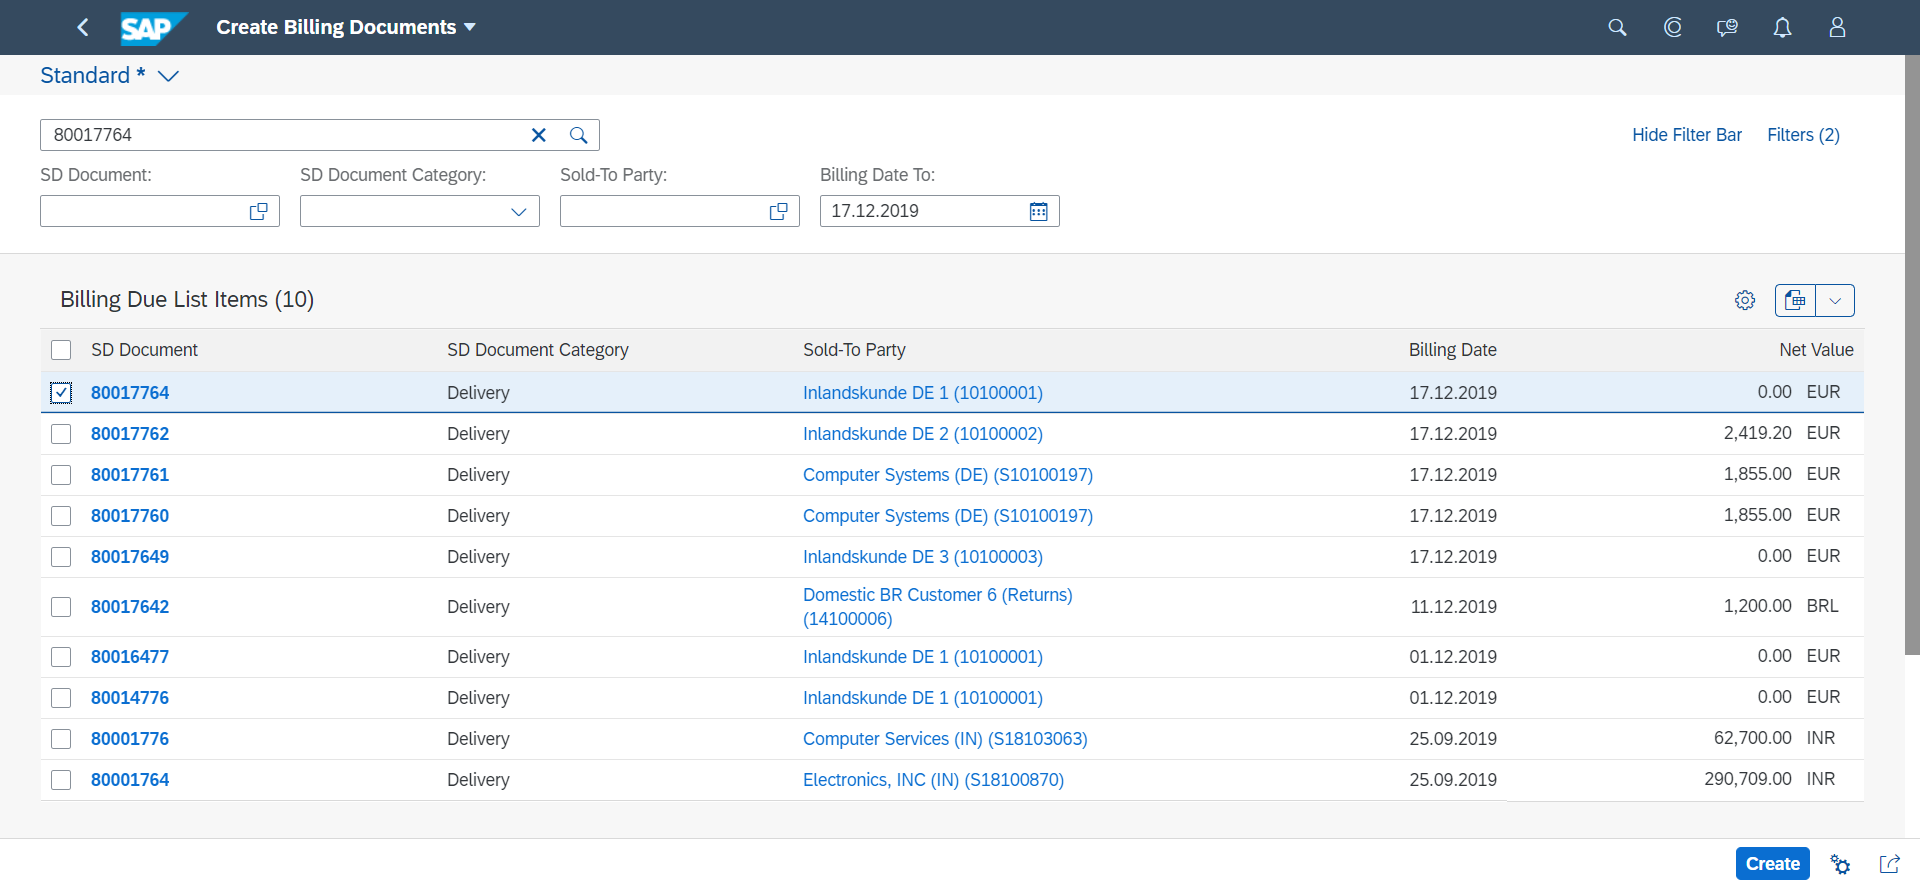 SAP Create Billing Documents
Standard *
80017764
Hide Filter Bar Filters (2)
SD Document: SD Document Category: Sold-To Party: Billing Date To:
17.12.2019
Billing Due List Items (10)
SD Document SD Document Category Sold-To Party Billing Date Net Value
80017764 Delivery Inlandskunde DE 1 (10100001) 17.12.2019 0.00 EUR
80017762 Delivery Inlandskunde DE 2 (10100002) 17.12.2019 2,419.20 EUR
80017761 Delivery Computer Systems (DE) (S10100197) 17.12.2019 1,855.00 EUR
80017760 Delivery Computer Systems (DE) (S10100197) 17.12.2019 1,855.00 EUR
80017649 Delivery Inlandskunde DE 3 (10100003) 17.12.2019 0.00 EUR
80017642 Delivery Domestic BR Customer 6 (Returns) 11.12.2019 1,200.00 BRL
(14100006)
80016477 Delivery Inlandskunde DE 1 (10100001) 01.12.2019 0.00 EUR
80014776 Delivery Inlandskunde DE 1 (10100001) 01.12.2019 0.00 EUR
80001776 Delivery Computer Services (IN) (S18103063) 25.09.2019 62,700.00 INR
80001764 Delivery Electronics, INC (IN) (S18100870) 25.09.2019 290,709.00 INR
Create